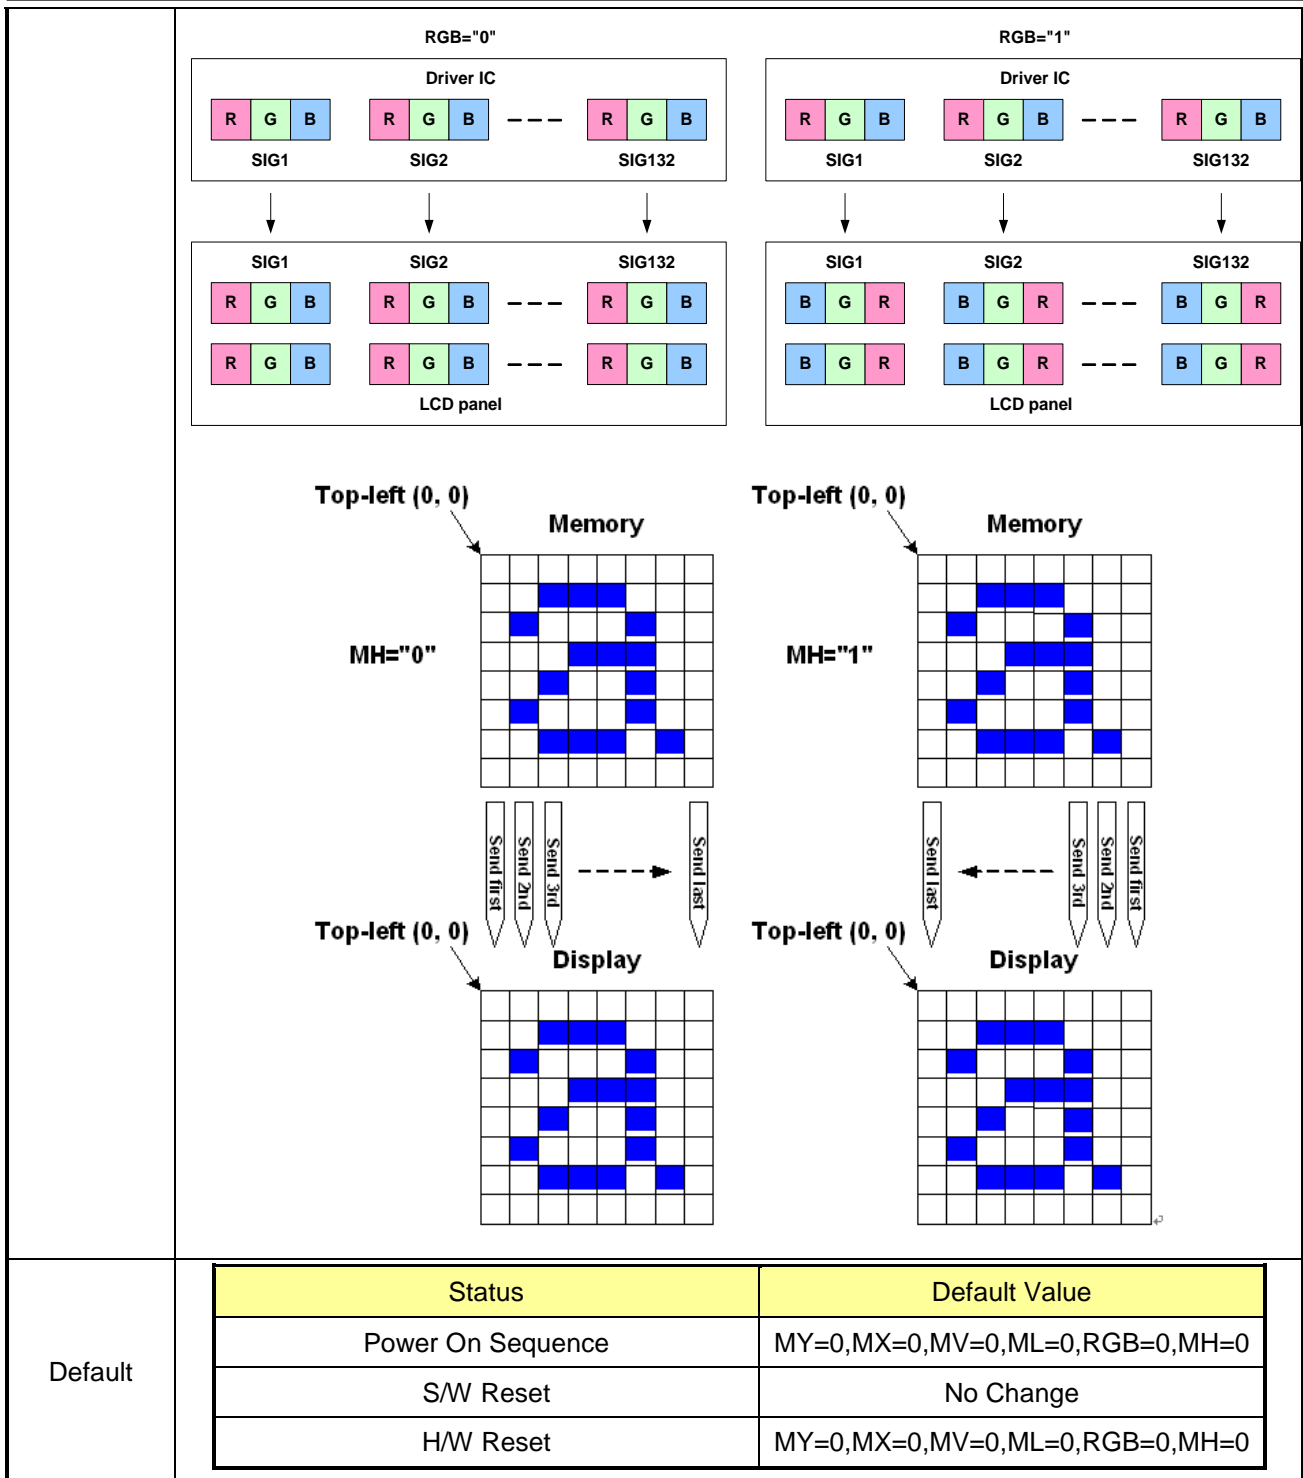 RGB="0" RGB="1"
Driver IC Driver IC
R G B R G B R G B R G B R G B R G B
SIG1 SIG2 SIG132 SIG1 SIG2 SIG132
SIG1 SIG2 SIG132 SIG1 SIG2 SIG132
R G B R G B R G B B G R B G R B G R
R G B R G B R G B B G R B G R B G R
LCD panel LCD panel
Top-left (0, 0) Top-left (0, 0)
Memory Memory
MH="0" MH="1"
Send first Send 2nd Send 3rd Send last Send last Send 3rd Send 2nd Send first
Top-left (0, 0) Top-left (0, 0)
Display Display
Default
Status Default Value
Power On Sequence MY=0,MX=0,MV=0,ML=0,RGB=0,MH=0
S/W Reset No Change
H/W Reset MY=0,MX=0,MV=0,ML=0,RGB=0,MH=0